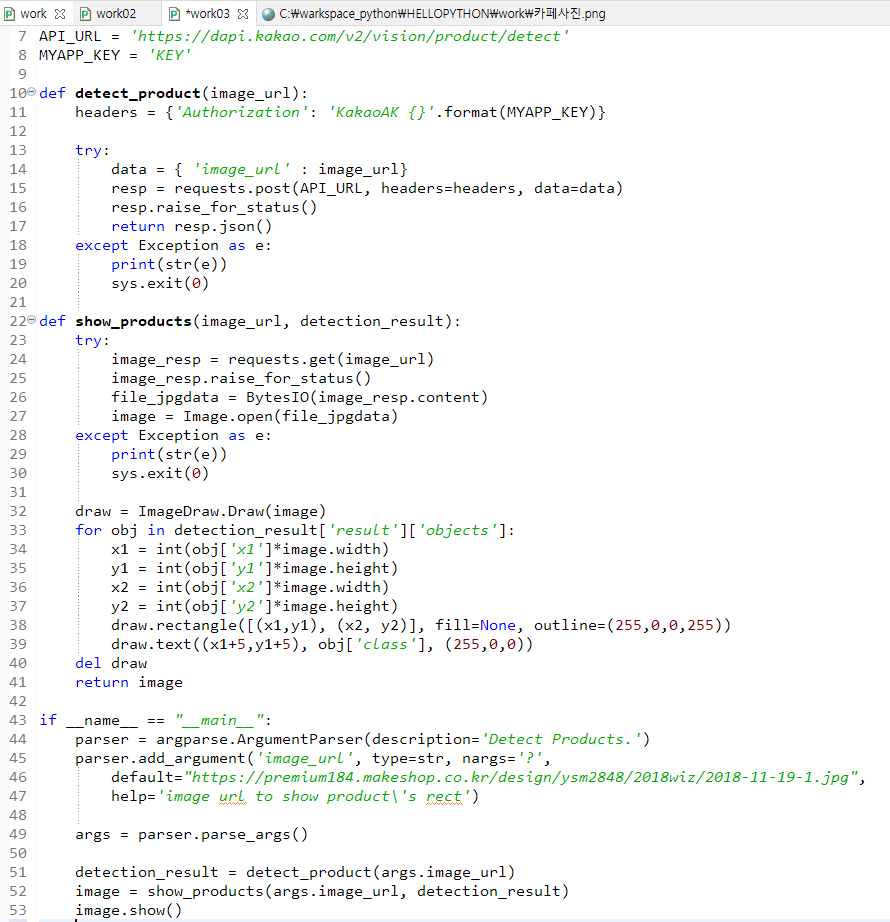 work work02 *work03 C:₩warkspace_python₩HELLOPYTHON₩work₩카페사진.png
7 API_URL = 'https://dapi.kakao.com/v2/vision/product/detect'
8 MYAPP_KEY = 'KEY'
9
10 def detect_product(image_url):
11 headers = {'Authorization': 'KakaoAK {}'.format(MYAPP_KEY)}
12
13 try:
14 data = { 'image_url' : image_url}
15 resp = requests.post(API_URL, headers=headers, data=data)
16 resp.raise_for_status()
17 return resp.json()
18 except Exception as e:
19 print(str(e))
20 sys.exit(0)
21
22 def show_products(image_url, detection_result):
23 try:
24 image_resp = requests.get(image_url)
25 image_resp.raise_for_status()
26 file_jpgdata = BytesIO(image_resp.content)
27 image = Image.open(file_jpgdata)
28 except Exception as e:
29 print(str(e))
30 sys.exit(0)
31
32 draw = ImageDraw.Draw(image)
33 for obj in detection_result['result']['objects']:
34 x1 = int(obj['x1']*image.width)
35 y1 = int(obj['y1']*image.height)
36 x2 = int(obj['x2']*image.width)
37 y2 = int(obj['y2']*image.height)
38 draw.rectangle([(x1,y1), (x2, y2)], fill=None, outline=(255,0,0,255))
39 draw.text((x1+5,y1+5), obj['class'], (255,0,0))
40 del draw
41 return image
42
43 if __name__ == "__main__":
44 parser = argparse.ArgumentParser(description='Detect Products.')
45 parser.add_argument('image_url', type=str, nargs='?',
46 default="https://premium184.makeshop.co.kr/design/ysm2848/2018wiz/2018-11-19-1.jpg",
47 help='image url to show product\'s rect')
48
49 args = parser.parse_args()
50
51 detection_result = detect_product(args.image_url)
52 image = show_products(args.image_url, detection_result)
53 image.show()